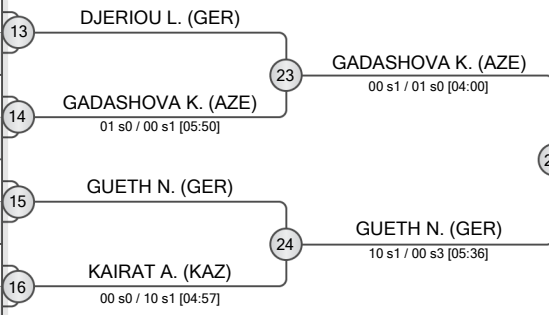 DJERIOU L. (GER)
13
GADASHOVA K. (AZE)
23
00 s1 / 01 s0 [04:00]
GADASHOVA K. (AZE)
14
01 s0 / 00 s1 [05:50]
GUETH N. (GER)
15
GUETH N. (GER)
24
10 s1 / 00 s3 [05:36]
KAIRAT A. (KAZ)
16
00 s0 / 10 s1 [04:57]